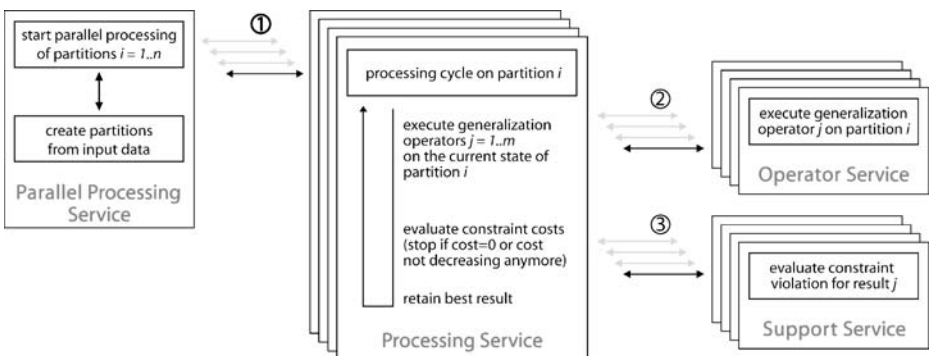 start parallel processing
of partitions i = 1..n
create partitions
from input data
Parallel Processing
Service
①
processing cycle on partition i
execute generalization
operators j = 1..m
on the current state of
partition i
evaluate constraint costs
(stop if cost=0 or cost
not decreasing anymore)
retain best result
Processing Service
②
execute generalization
operator j on partition i
Operator Service
③
evaluate constraint
violation for result j
Support Service